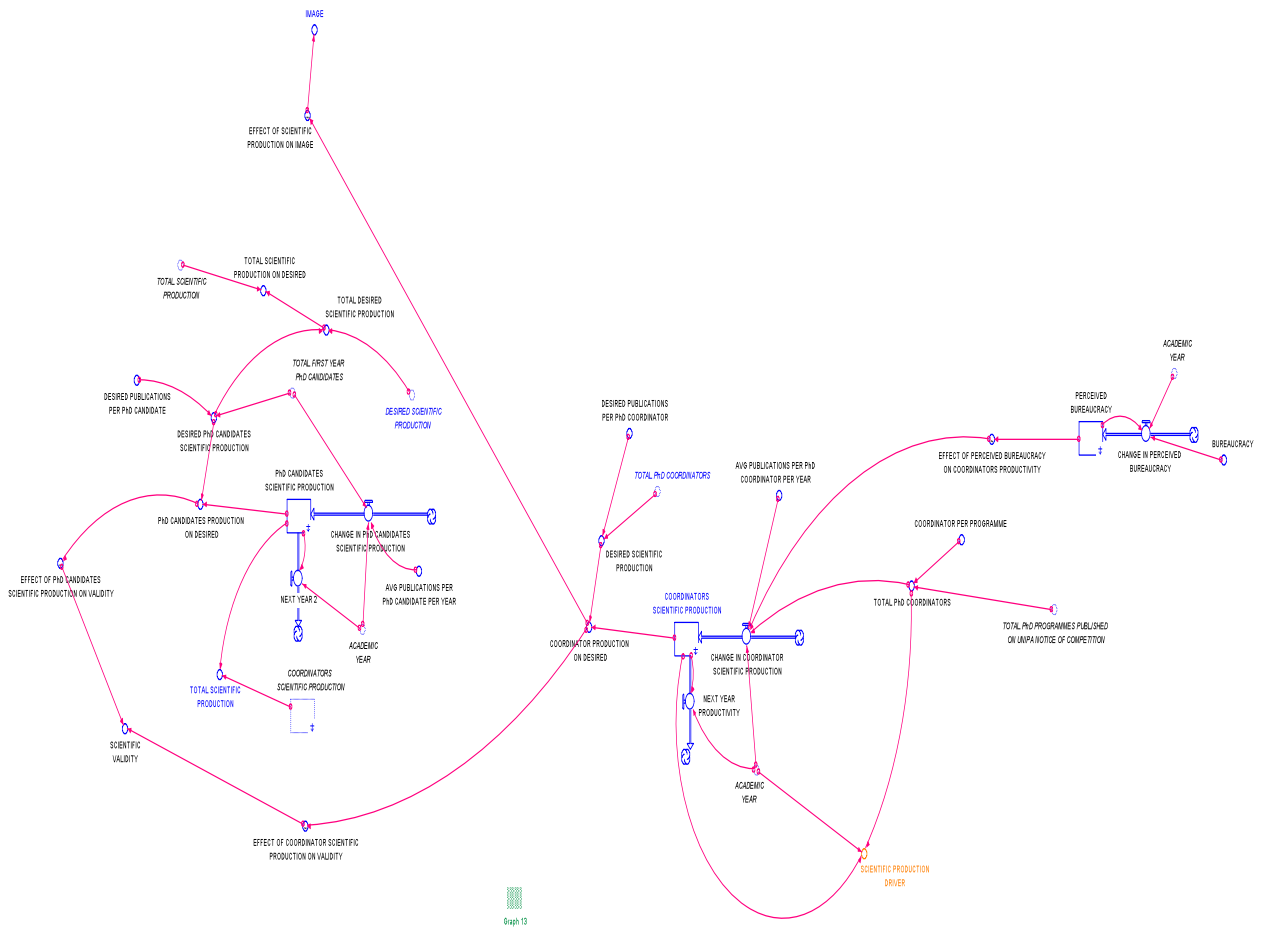 IMAGE
EFFECT OF SCIENTIFIC
PRODUCTION ON IMAGE
TOTAL SCIENTIFIC
PRODUCTION ON DESIRED
TOTAL SCIENTIFIC
PRODUCTION
TOTAL DESIRED
SCIENTIFIC PRODUCTION
TOTAL FIRST YEAR
PhD CANDIDATES
DESIRED PUBLICATIONS
PER PhD CANDIDATE
DESIRED SCIENTIFIC
PRODUCTION
DESIRED PhD CANDIDATES
SCIENTIFIC PRODUCTION
PhD CANDIDATES
SCIENTIFIC PRODUCTION
PhD CANDIDATES PRODUCTION
ON DESIRED
CHANGE IN PhD CANDIDATES
SCIENTIFIC PRODUCTION
EFFECT OF PhD CANDIDATES
SCIENTIFIC PRODUCTION ON VALIDITY
NEXT YEAR 2
AVG PUBLICATIONS PER
PhD CANDIDATE PER YEAR
ACADEMIC
YEAR
COORDINATORS
SCIENTIFIC PRODUCTION
TOTAL SCIENTIFIC
PRODUCTION
SCIENTIFIC
VALIDITY
EFFECT OF COORDINATOR SCIENTIFIC
PRODUCTION ON VALIDITY
DESIRED PUBLICATIONS
PER PhD COORDINATOR
TOTAL PhD COORDINATORS
AVG PUBLICATIONS PER PhD
COORDINATOR PER YEAR
DESIRED SCIENTIFIC
PRODUCTION
COORDINATORS
SCIENTIFIC PRODUCTION
COORDINATOR PRODUCTION
ON DESIRED
CHANGE IN COORDINATOR
SCIENTIFIC PRODUCTION
NEXT YEAR
PRODUCTIVITY
ACADEMIC
YEAR
ACADEMIC
YEAR
PERCEIVED
BUREAUCRACY
BUREAUCRACY
CHANGE IN PERCEIVED
BUREAUCRACY
EFFECT OF PERCEIVED BUREAUCRACY
ON COORDINATORS PRODUCTIVITY
COORDINATOR PER PROGRAMME
TOTAL PhD COORDINATORS
TOTAL PhD PROGRAMMES PUBLISHED
ON UNIPA NOTICE OF COMPETITION
SCIENTIFIC PRODUCTION
DRIVER
Graph 13